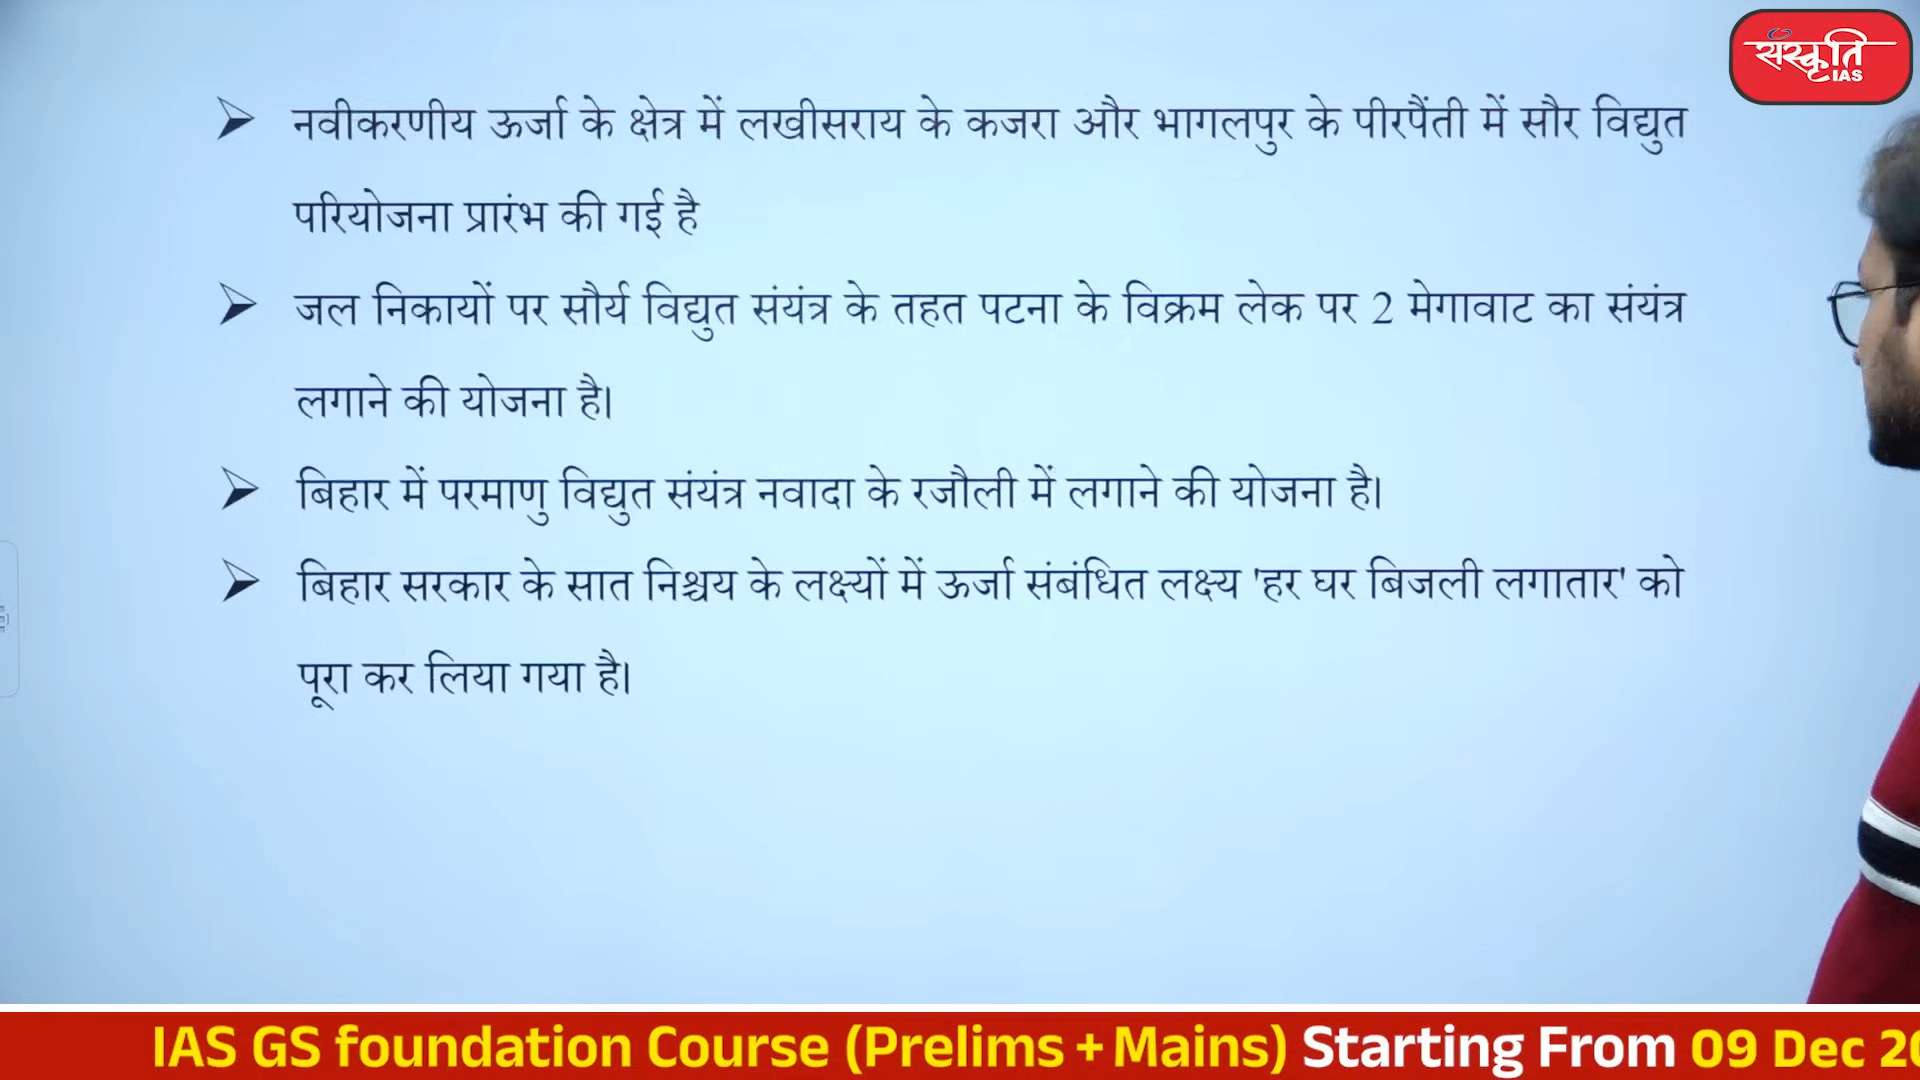 संस्कृति
IAS
➢ नवीकरणीय ऊर्जा के क्षेत्र में लखीसराय के कजरा और भागलपुर के पीरपैंती में सौर विद्युत
परियोजना प्रारंभ की गई है
➢ जल निकायों पर सौर्य विद्युत संयंत्र के तहत पटना के विक्रम लेक पर 2 मेगावाट का संयंत्र
लगाने की योजना है।
➢ बिहार में परमाणु विद्युत संयंत्र नवादा के रजौली में लगाने की योजना है।
➢ बिहार सरकार के सात निश्चय के लक्ष्यों में ऊर्जा संबंधित लक्ष्य 'हर घर बिजली लगातार' को
पूरा कर लिया गया है।
IAS GS foundation Course (Prelims + Mains) Starting From 09 Dec